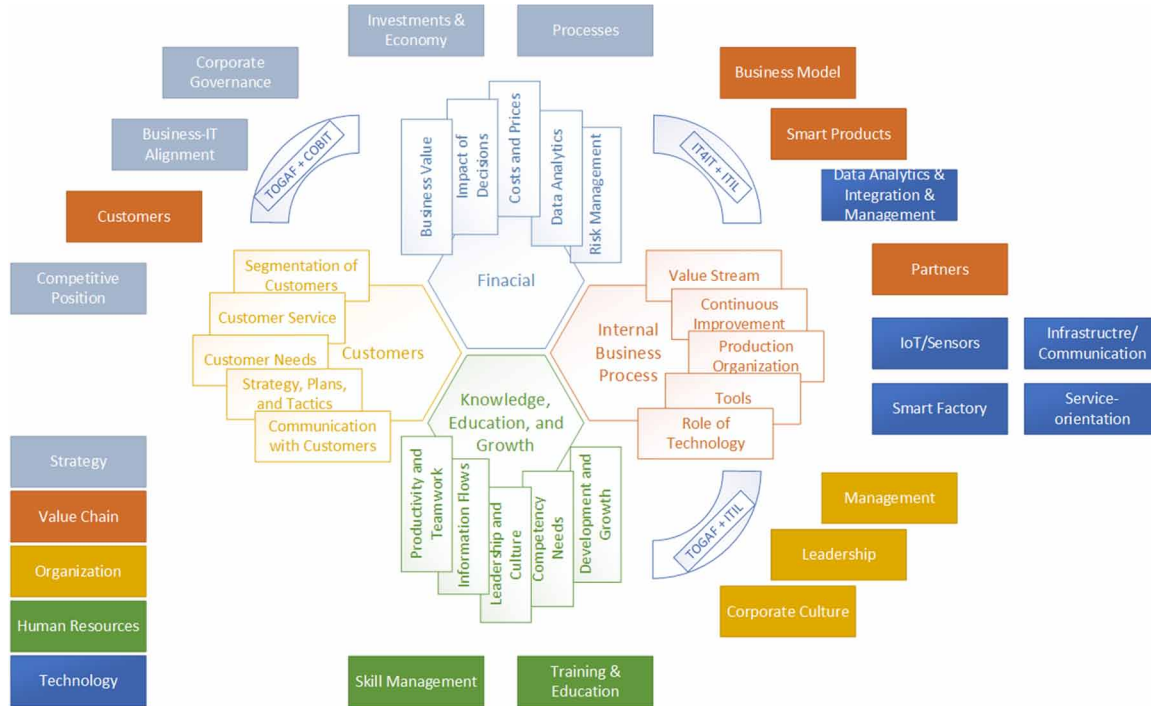 Investments &
Economy
Processes
Corporate
Governance
Business Model
Business-IT
Alignment
Smart Products
TOGAF + COBIT
IT4IT + ITIL
Business Value
Impact of
Decisions
Costs and Prices
Data Analytics
Risk Management
Data Analytics &
Integration &
Management
Customers
Competitive
Position
Partners
Finacial
Segmentation of
Customers
Customer Service
Customer Needs
Strategy, Plans,
and Tactics
Communication
with Customers
Customers
Internal
Business
Process
Value Stream
Continuous
Improvement
Production
Organization
Tools
Role of
Technology
IoT/Sensors
Infrastructre/
Communication
Smart Factory
Service-
orientation
Knowledge,
Education, and
Growth
Productivity and
Teamwork
Information Flows
Leadership and
Culture
Competency
Needs
Development and
Growth
TOGAF + ITIL
Management
Leadership
Corporate Culture
Strategy
Value Chain
Organization
Human Resources
Technology
Skill Management
Training &
Education